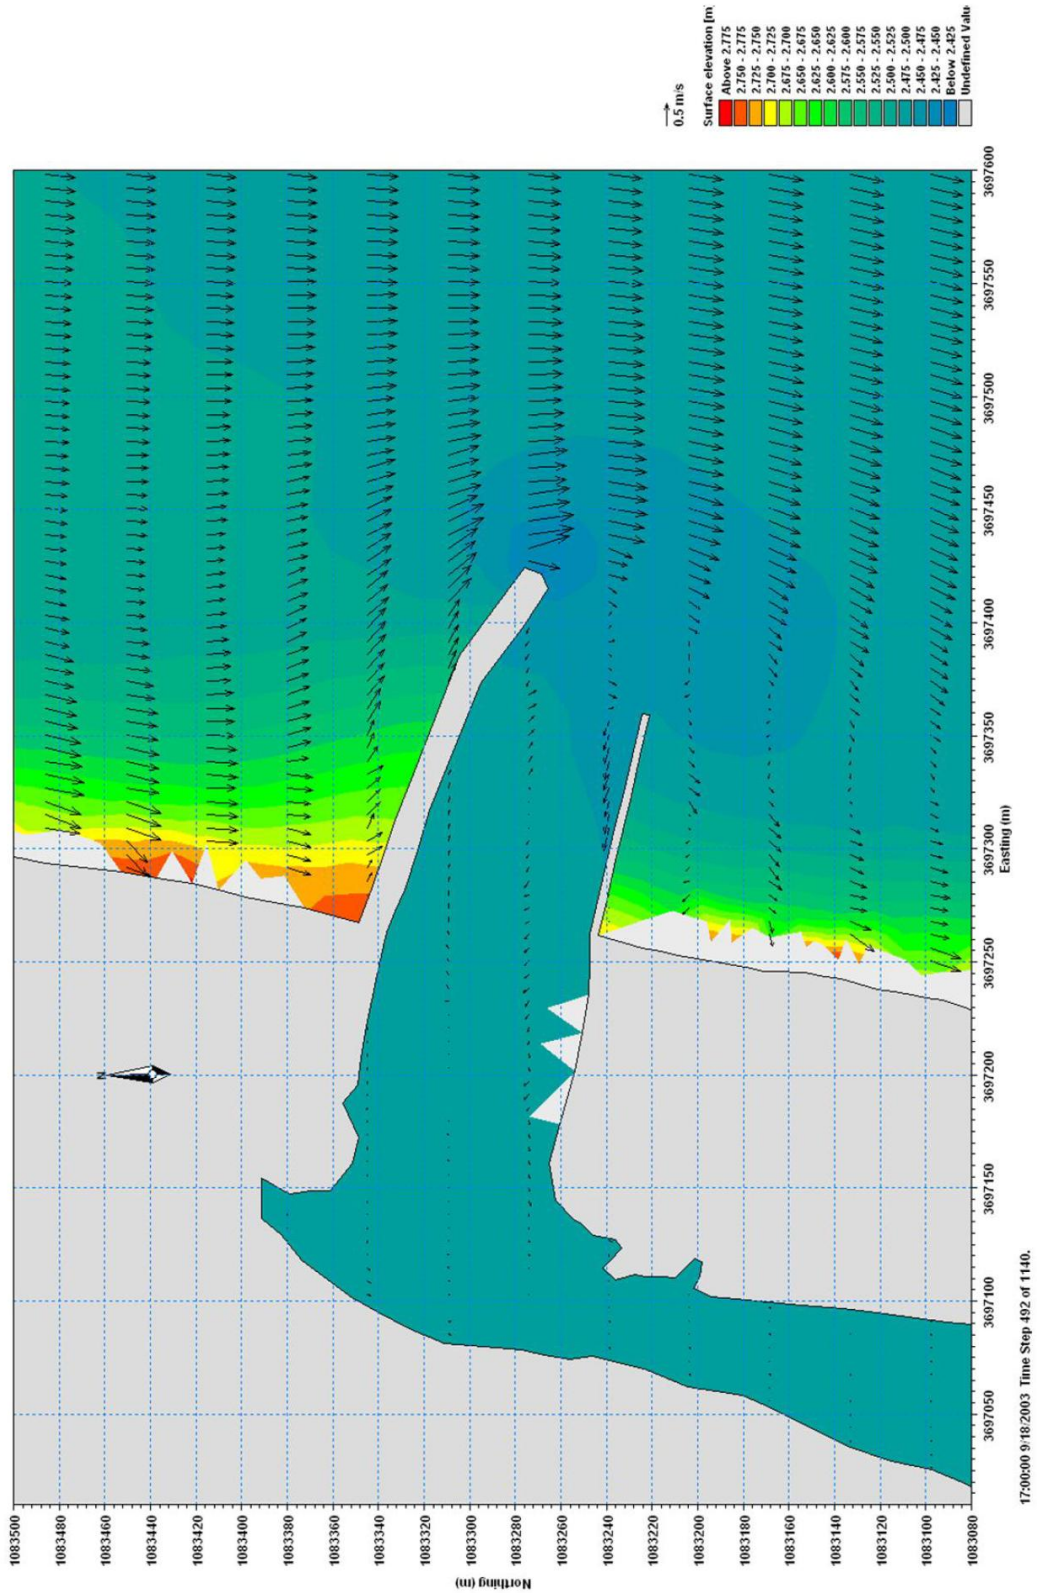 Northing (m)
1083500
1083480
1083460
1083440
1083420
1083400
1083380
1083360
1083340
1083320
1083300
1083280
1083260
1083240
1083220
1083200
1083180
1083160
1083140
1083120
1083100
1083080
N
3697050
3697100
3697150
3697200
3697250
3697300
3697350
3697400
3697450
3697500
3697550
3697600
Easting (m)
0.5 m/s
Surface elevation [m]
Above 2.775
2.750 - 2.775
2.725 - 2.750
2.700 - 2.725
2.675 - 2.700
2.650 - 2.675
2.625 - 2.650
2.600 - 2.625
2.575 - 2.600
2.550 - 2.575
2.525 - 2.550
2.500 - 2.525
2.475 - 2.500
2.450 - 2.475
2.425 - 2.450
Below 2.425
Undefined Valu
17:00:00 9/18/2003 Time Step 492 of 1140.